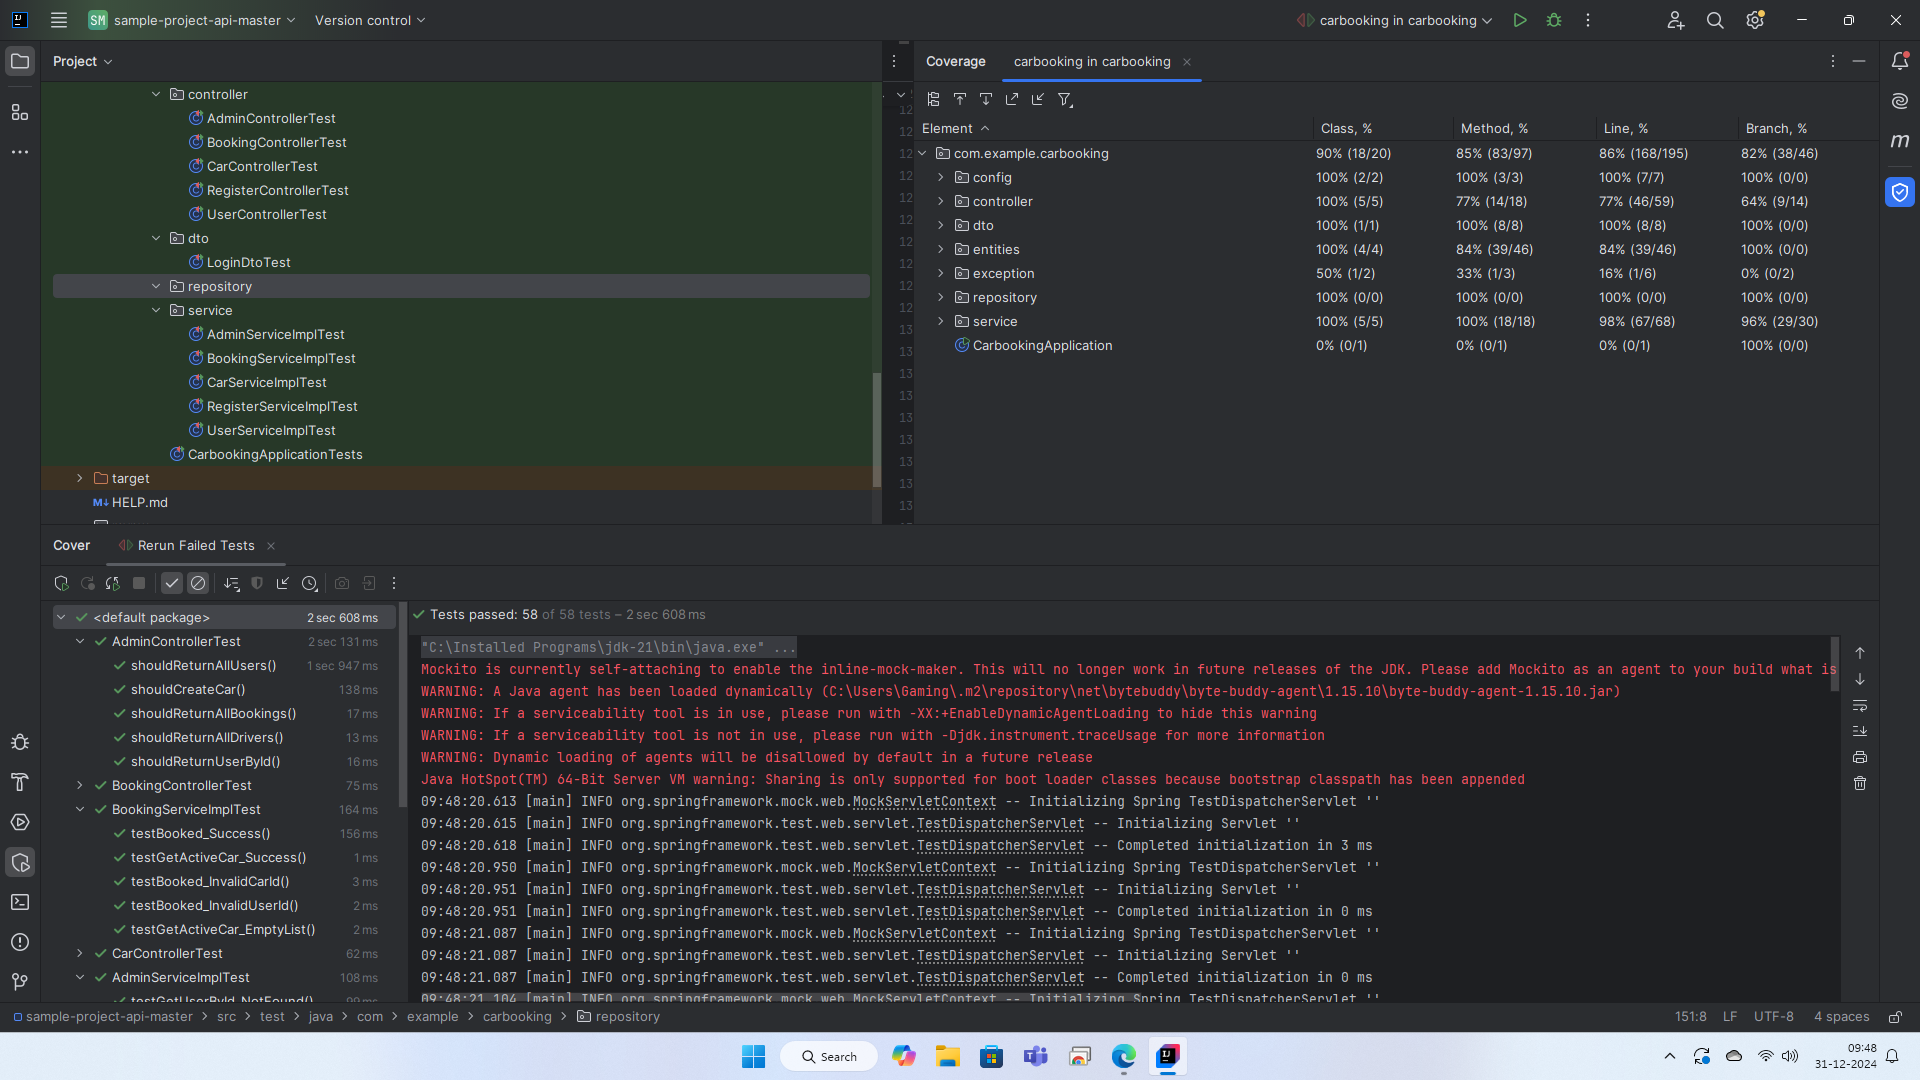 SM sample-project-api-master Version control carbooking in carbooking
Project
controller
AdminControllerTest
BookingControllerTest
CarControllerTest
RegisterControllerTest
UserControllerTest
dto
LoginDtoTest
repository
service
AdminServiceImplTest
BookingServiceImplTest
CarServiceImplTest
RegisterServiceImplTest
UserServiceImplTest
CarbookingApplicationTests
target
M↓ HELP.md
Coverage carbooking in carbooking
Element Class, % Method, % Line, % Branch, %
com.example.carbooking 90% (18/20) 85% (83/97) 86% (168/195) 82% (38/46)
config 100% (2/2) 100% (3/3) 100% (7/7) 100% (0/0)
controller 100% (5/5) 77% (14/18) 77% (46/59) 64% (9/14)
dto 100% (1/1) 100% (8/8) 100% (8/8) 100% (0/0)
entities 100% (4/4) 84% (39/46) 84% (39/46) 100% (0/0)
exception 50% (1/2) 33% (1/3) 16% (1/6) 0% (0/2)
repository 100% (0/0) 100% (0/0) 100% (0/0) 100% (0/0)
service 100% (5/5) 100% (18/18) 98% (67/68) 96% (29/30)
CarbookingApplication 0% (0/1) 0% (0/1) 0% (0/1) 100% (0/0)
Cover Rerun Failed Tests
<default package> 2 sec 608 ms
AdminControllerTest 2 sec 131 ms
shouldReturnAllUsers() 1 sec 947 ms
shouldCreateCar() 138 ms
shouldReturnAllBookings() 17 ms
shouldReturnAllDrivers() 13 ms
shouldReturnUserById() 16 ms
BookingControllerTest 75 ms
BookingServiceImplTest 164 ms
testBooked_Success() 156 ms
testGetActiveCar_Success() 1 ms
testBooked_InvalidCarId() 3 ms
testBooked_InvalidUserId() 2 ms
testGetActiveCar_EmptyList() 2 ms
CarControllerTest 62 ms
AdminServiceImplTest 108 ms
testGetUserById_NotFound() 99 ms
Tests passed: 58 of 58 tests – 2 sec 608 ms
"C:\Installed Programs\jdk-21\bin\java.exe" ...
Mockito is currently self-attaching to enable the inline-mock-maker. This will no longer work in future releases of the JDK. Please add Mockito as an agent to your build what is
WARNING: A Java agent has been loaded dynamically (C:\Users\Gaming\.m2\repository\net\bytebuddy\byte-buddy-agent\1.15.10\byte-buddy-agent-1.15.10.jar)
WARNING: If a serviceability tool is in use, please run with -XX:+EnableDynamicAgentLoading to hide this warning
WARNING: If a serviceability tool is not in use, please run with -Djdk.instrument.traceUsage for more information
WARNING: Dynamic loading of agents will be disallowed by default in a future release
Java HotSpot(TM) 64-Bit Server VM warning: Sharing is only supported for boot loader classes because bootstrap classpath has been appended
09:48:20.613 [main] INFO org.springframework.mock.web.MockServletContext -- Initializing Spring TestDispatcherServlet ''
09:48:20.615 [main] INFO org.springframework.test.web.servlet.TestDispatcherServlet -- Initializing Servlet ''
09:48:20.618 [main] INFO org.springframework.test.web.servlet.TestDispatcherServlet -- Completed initialization in 3 ms
09:48:20.950 [main] INFO org.springframework.mock.web.MockServletContext -- Initializing Spring TestDispatcherServlet ''
09:48:20.951 [main] INFO org.springframework.test.web.servlet.TestDispatcherServlet -- Initializing Servlet ''
09:48:20.951 [main] INFO org.springframework.test.web.servlet.TestDispatcherServlet -- Completed initialization in 0 ms
09:48:21.087 [main] INFO org.springframework.mock.web.MockServletContext -- Initializing Spring TestDispatcherServlet ''
09:48:21.087 [main] INFO org.springframework.test.web.servlet.TestDispatcherServlet -- Initializing Servlet ''
09:48:21.087 [main] INFO org.springframework.test.web.servlet.TestDispatcherServlet -- Completed initialization in 0 ms
09:48:21.104 [main] INFO org.springframework.mock.web.MockServletContext -- Initializing Spring TestDispatcherServlet ''
sample-project-api-master > src > test > java > com > example > carbooking > repository 151:8 LF UTF-8 4 spaces
Search
09:48
31-12-2024